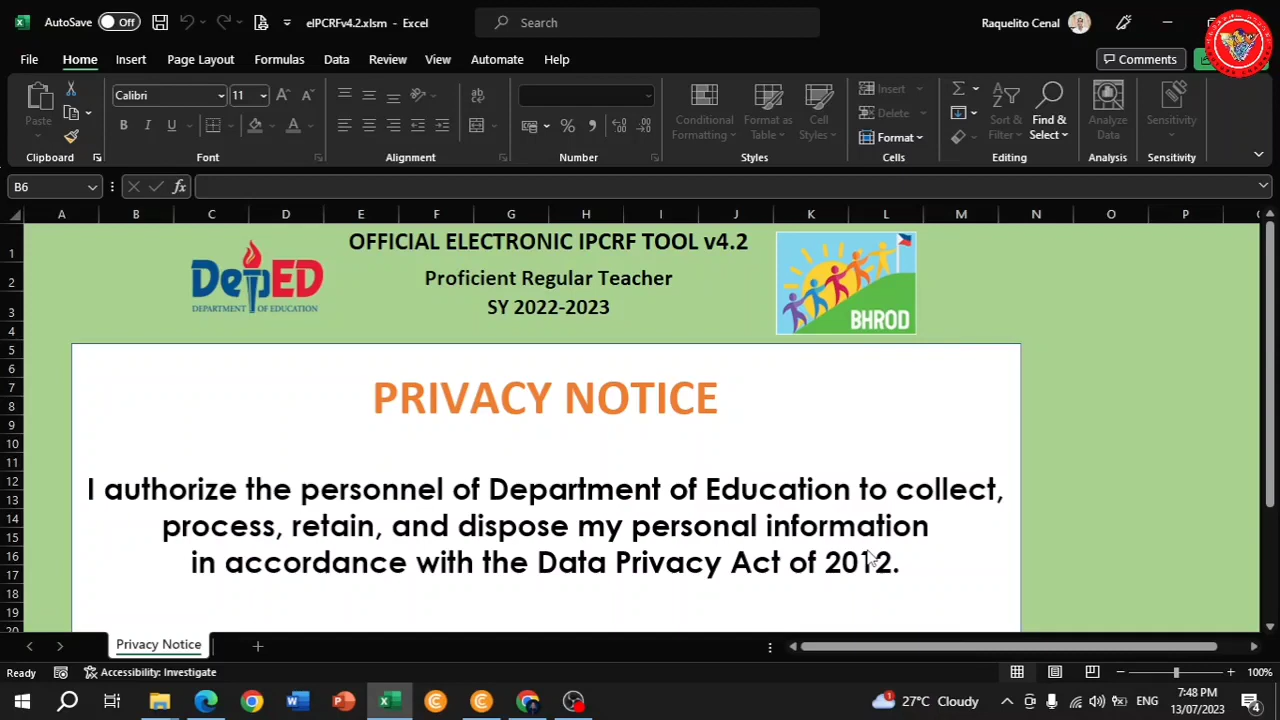 AutoSave Off eIPCRFv4.2.xlsm - Excel Search Raquelito Cenal
File Home Insert Page Layout Formulas Data Review View Automate Help Comments
Paste Calibri 11 Conditional Formatting Format as Table Cell Styles Insert Delete Format Sort & Filter Find & Select Analyze Data Sensitivity
Clipboard Font Alignment Number Styles Cells Editing Analysis Sensitivity
B6 fx
A B C D E F G H I J K L M N O P
1 2 3 4 5 6 7 8 9 10 11 12 13 14 15 16 17 18 19 20
DepED
DEPARTMENT OF EDUCATION
OFFICIAL ELECTRONIC IPCRF TOOL v4.2
Proficient Regular Teacher
SY 2022-2023
BHROD
PRIVACY NOTICE
I authorize the personnel of Department of Education to collect,
process, retain, and dispose my personal information
in accordance with the Data Privacy Act of 2012.
Privacy Notice
Ready Accessibility: Investigate 100%
27°C Cloudy ENG 7:48 PM
13/07/2023 4